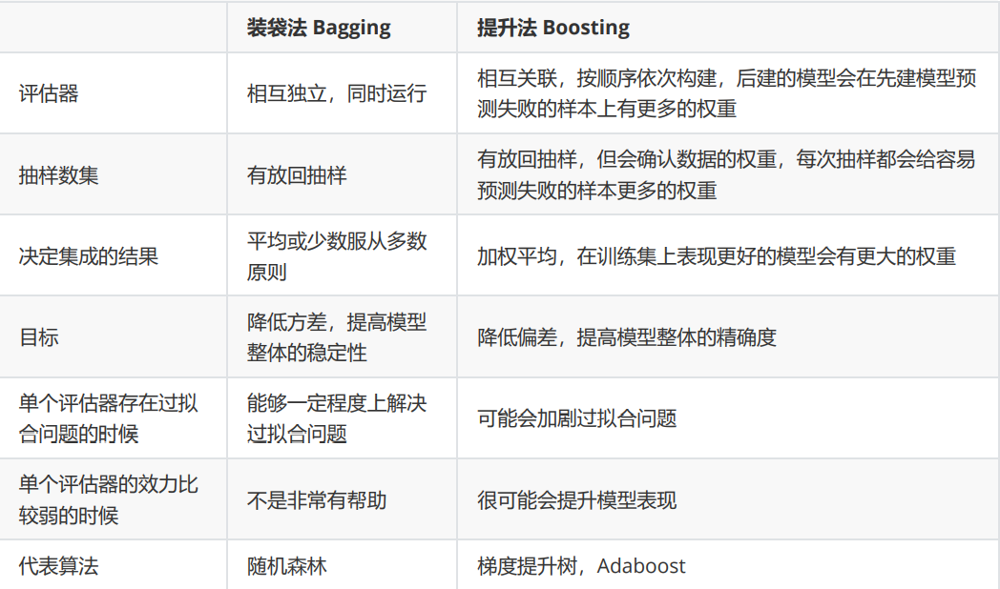 装袋法 Bagging
提升法 Boosting
评估器
相互独立，同时运行
相互关联，按顺序依次构建，后建的模型会在先建模型预
测失败的样本上有更多的权重
抽样数集
有放回抽样
有放回抽样，但会确认数据的权重，每次抽样都会给容易
预测失败的样本更多的权重
决定集成的结果
平均或少数服从多数
原则
加权平均，在训练集上表现更好的模型会有更大的权重
目标
降低方差，提高模型
整体的稳定性
降低偏差，提高模型整体的精确度
单个评估器存在过拟
合问题的时候
能够一定程度上解决
过拟合问题
可能会加剧过拟合问题
单个评估器的效力比
较弱的时候
不是非常有帮助
很可能会提升模型表现
代表算法
随机森林
梯度提升树，Adaboost